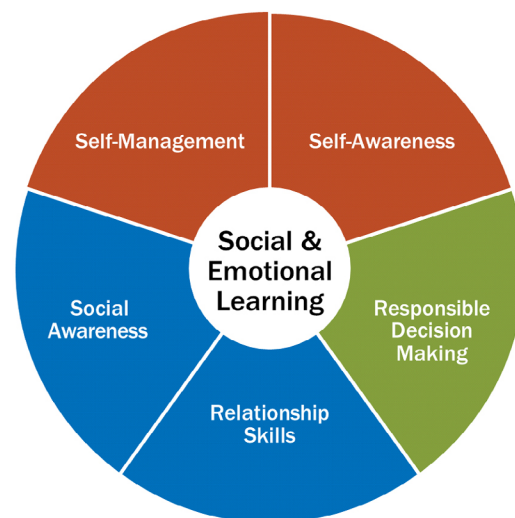 Self-Management
Self-Awareness
Social &
Emotional
Learning
Social
Awareness
Responsible
Decision
Making
Relationship
Skills